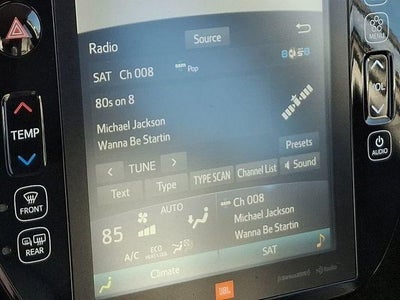 Radio
Source
SAT Ch 008
Pop
80s on 8
Michael Jackson
Wanna Be Startin
Presets
TUNE
Text
Type
TYPE SCAN
Channel List
Sound
AUTO
85
A/C
ECO
Ch 008
Michael Jackson
Wanna Be Startin
Climate
SAT
JBL
TEMP
FRONT
REAR
MENU
VOL
AUDIO